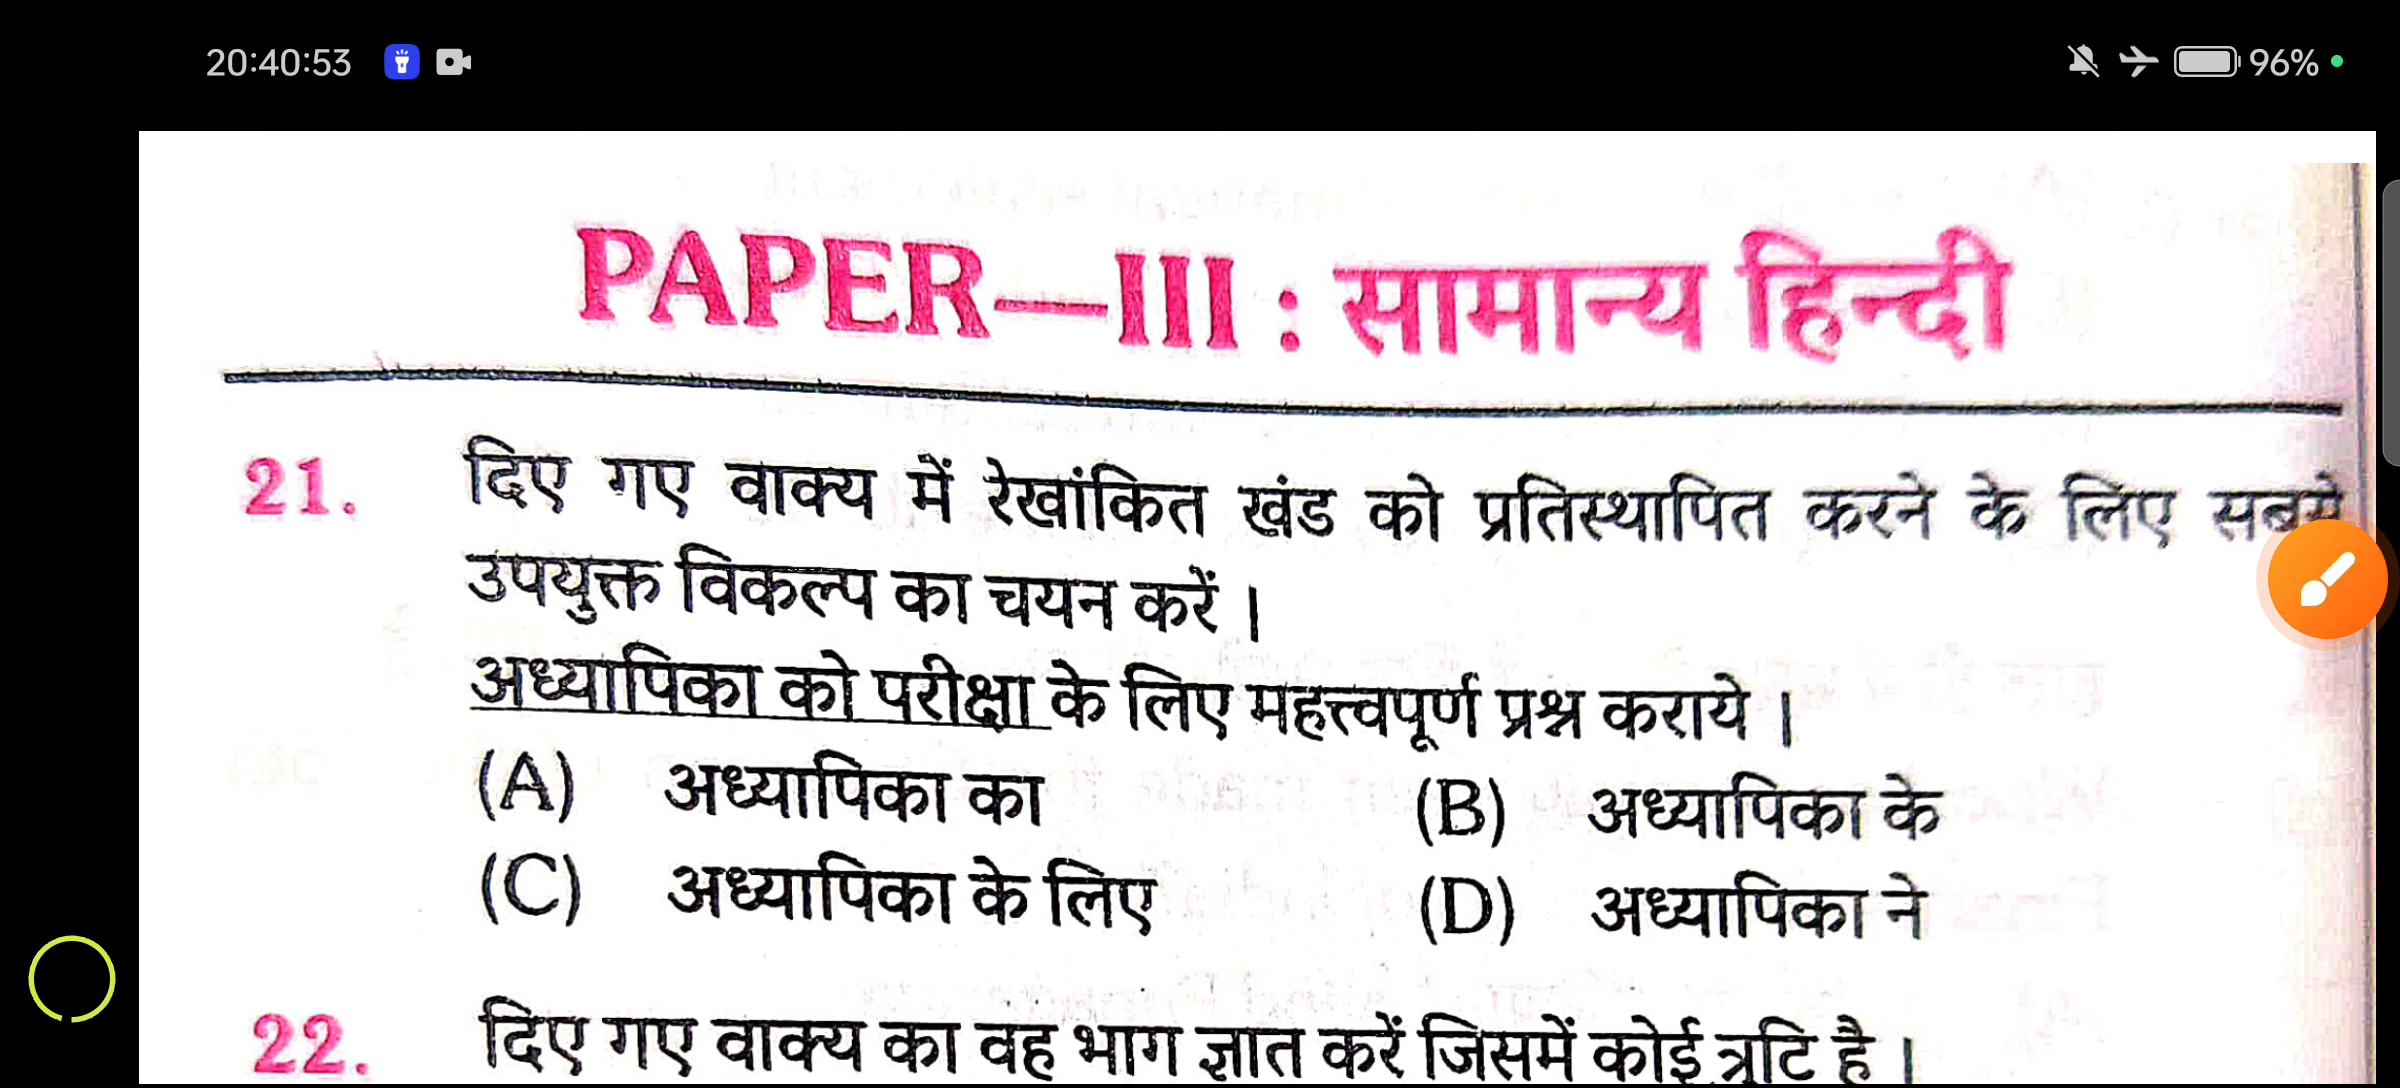 20:40:53 96%
PAPER—III : सामान्य हिन्दी
21. दिए गए वाक्य में रेखांकित खंड को प्रतिस्थापित करने के लिए सबसे
उपयुक्त विकल्प का चयन करें ।
अध्यापिका को परीक्षा के लिए महत्त्वपूर्ण प्रश्न कराये ।
(A) अध्यापिका का (B) अध्यापिका के
(C) अध्यापिका के लिए (D) अध्यापिका ने
22. दिए गए वाक्य का वह भाग ज्ञात करें जिसमें कोई त्रुटि है ।